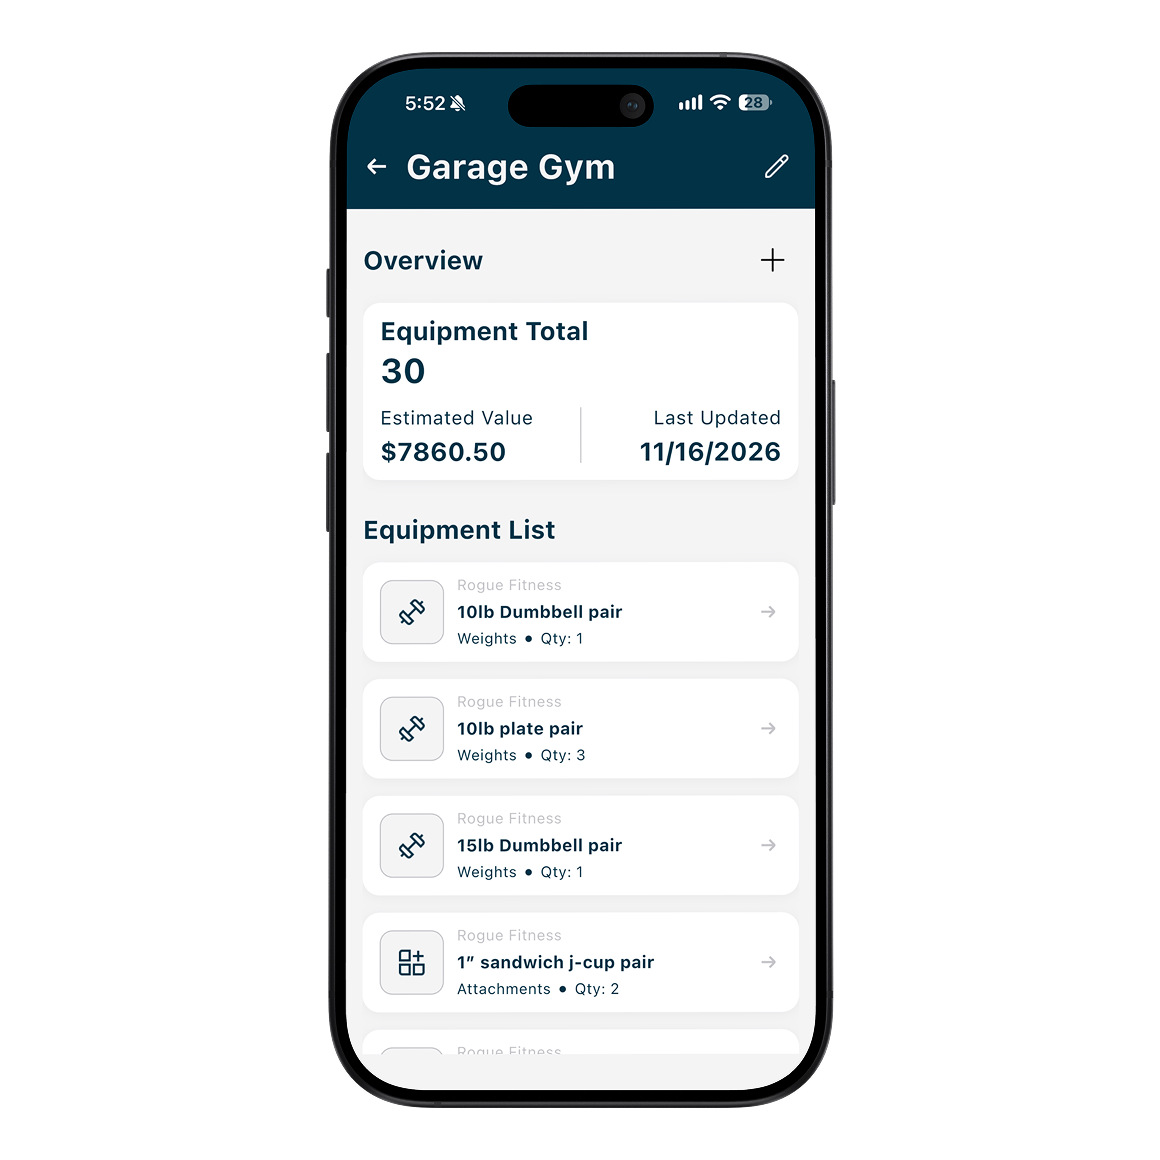 5:52
28
Garage Gym
Overview
Equipment Total
30
Estimated Value
Last Updated
$7860.50
11/16/2026
Equipment List
Rogue Fitness
10lb Dumbbell pair
Weights • Qty: 1
Rogue Fitness
10lb plate pair
Weights • Qty: 3
Rogue Fitness
15lb Dumbbell pair
Weights • Qty: 1
Rogue Fitness
1” sandwich j-cup pair
Attachments • Qty: 2
Rogue Fitness